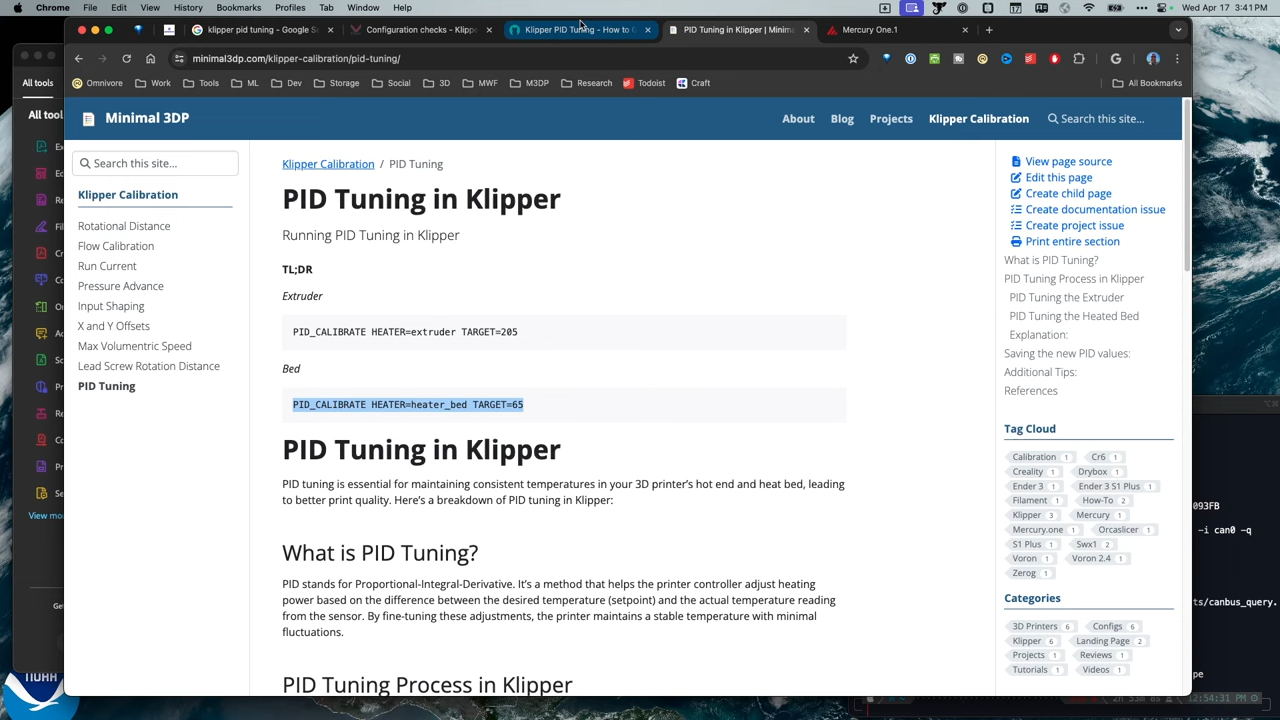 Chrome File Edit View History Bookmarks Profiles Tab Window Help
Wed Apr 17 3:41 PM
klipper pid tuning - Google Se
Configuration checks - Klippe
Klipper PID Tuning - How to C
PID Tuning in Klipper | Minima
Mercury One.1
minimal3dp.com/klipper-calibration/pid-tuning/
Omnivore Work Tools ML Dev Storage Social 3D MWF M3DP Research Todoist Craft
All Bookmarks
All tools
All tool
View mo
Minimal 3DP
About Blog Projects Klipper Calibration Search this site...
Search this site...
Klipper Calibration
Rotational Distance
Flow Calibration
Run Current
Pressure Advance
Input Shaping
X and Y Offsets
Max Volumetric Speed
Lead Screw Rotation Distance
PID Tuning
Klipper Calibration / PID Tuning
PID Tuning in Klipper
Running PID Tuning in Klipper
TL;DR
Extruder
PID_CALIBRATE HEATER=extruder TARGET=205
Bed
PID_CALIBRATE HEATER=heater_bed TARGET=65
PID Tuning in Klipper
PID tuning is essential for maintaining consistent temperatures in your 3D printer's hot end and heat bed, leading
to better print quality. Here's a breakdown of PID tuning in Klipper:
What is PID Tuning?
PID stands for Proportional-Integral-Derivative. It's a method that helps the printer controller adjust heating
power based on the difference between the desired temperature (setpoint) and the actual temperature reading
from the sensor. By fine-tuning these adjustments, the printer maintains a stable temperature with minimal
fluctuations.
PID Tuning Process in Klipper
View page source
Edit this page
Create child page
Create documentation issue
Create project issue
Print entire section
What is PID Tuning?
PID Tuning Process in Klipper
PID Tuning the Extruder
PID Tuning the Heated Bed
Explanation:
Saving the new PID values:
Additional Tips:
References
Tag Cloud
Calibration 1 Cr6 1
Creality 1 Drybox 1
Ender 3 1 Ender 3 S1 Plus 1
Filament 1 How-To 2
Klipper 3 Mercury 1
Mercury.one 1 Orcaslicer 1
S1 Plus 1 Swx1 2
Voron 1 Voron 2.4 1
Zerog 1
Categories
3D Printers 6 Configs 6
Klipper 6 Landing Page 2
Projects 1 Reviews 1
Tutorials 1 Videos 1
093FB
-i can0 -q
ts/canbus_query.
pe
12:54:31 PM